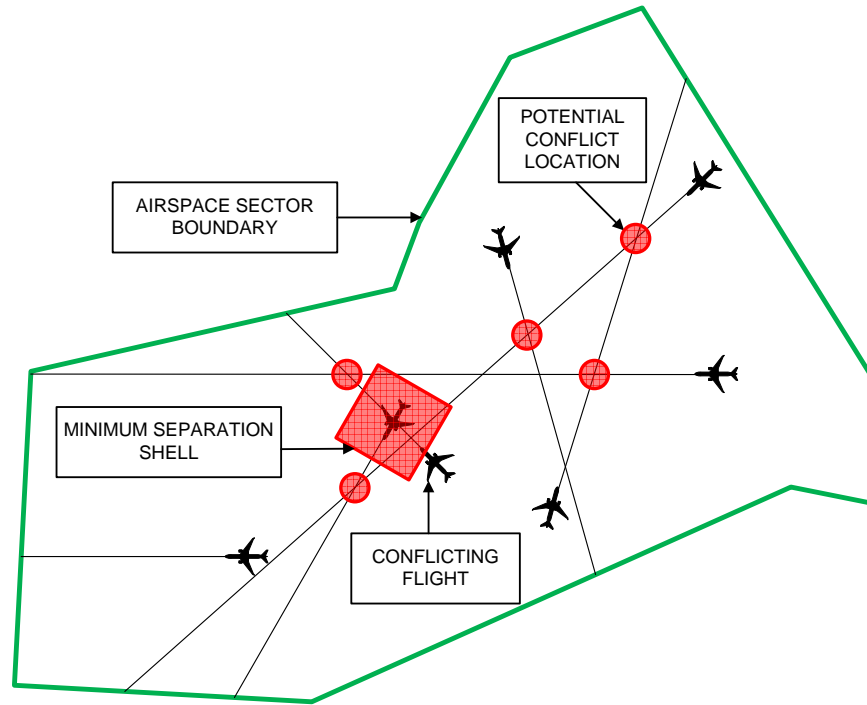 POTENTIAL
CONFLICT
LOCATION
AIRSPACE SECTOR
BOUNDARY
MINIMUM SEPARATION
SHELL
CONFLICTING
FLIGHT